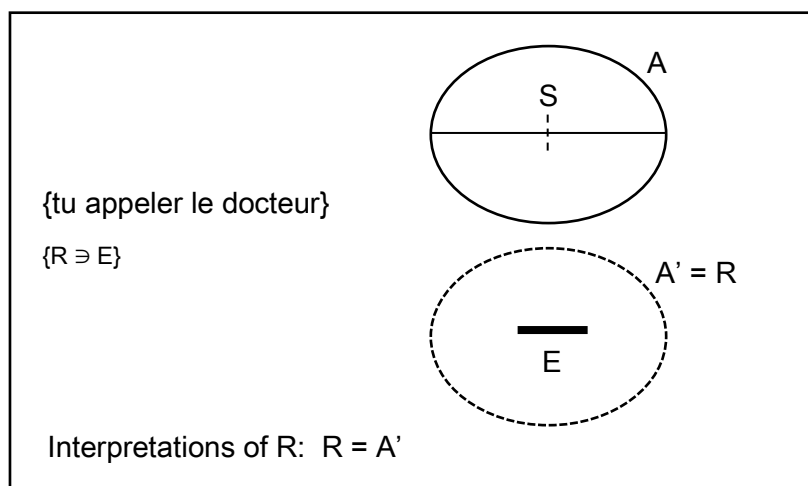 A
S
{tu appeler le docteur}
{R ∋ E}
A’ = R
E
Interpretations of R: R = A’